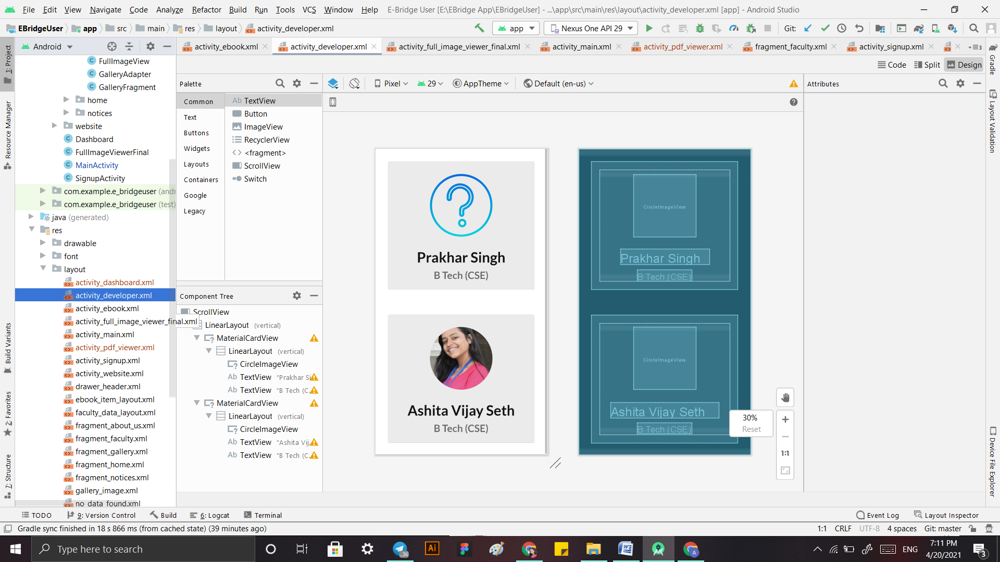 File Edit View Navigate Code Analyze Refactor Build Run Tools VCS Window Help E-Bridge User [E:\EBridge App\EBridgeUser] - ...\app\src\main\res\layout\activity_developer.xml [app] - Android Studio
EBridgeUser app src main res layout activity_developer.xml app Nexus One API 29 Git:
1: Project
Resource Manager
Build Variants
2: Favorites
7: Structure
Android
FullImageView
GalleryAdapter
GalleryFragment
home
notices
website
Dashboard
FullImageViewerFinal
MainActivity
SignupActivity
com.example.e_bridgeuser (andr
com.example.e_bridgeuser (test)
java (generated)
res
drawable
font
layout
activity_dashboard.xml
activity_developer.xml
activity_ebook.xml
activity_full_image_viewer_final.xml
activity_main.xml
activity_pdf_viewer.xml
activity_signup.xml
activity_website.xml
drawer_header.xml
ebook_item_layout.xml
faculty_data_layout.xml
fragment_about_us.xml
fragment_faculty.xml
fragment_gallery.xml
fragment_home.xml
fragment_notices.xml
gallery_image.xml
no_data_found.xml
activity_ebook.xml activity_developer.xml activity_full_image_viewer_final.xml activity_main.xml activity_pdf_viewer.xml fragment_faculty.xml activity_signup.xml 3
Code Split Design
Palette
Common
Text
Buttons
Widgets
Layouts
Containers
Google
Legacy
Ab TextView
Button
ImageView
RecyclerView
<fragment>
ScrollView
Switch
Component Tree
ScrollView
LinearLayout (vertical)
MaterialCardView
LinearLayout (vertical)
CircleImageView
Ab TextView "Prakhar Si
Ab TextView "B Tech (C.
MaterialCardView
LinearLayout (vertical)
CircleImageView
Ab TextView "Ashita Vij.
Ab TextView "B Tech (C.
Pixel 29 AppTheme Default (en-us)
Prakhar Singh
B Tech (CSE)
Ashita Vijay Seth
B Tech (CSE)
CircleImageView
Prakhar Singh
B Tech (CSE)
CircleImageView
Ashita Vijay Seth
B Tech (CSE)
30%
Reset
1:1
Attributes
Gradle
Layout Validation
Device File Explorer
TODO 9: Version Control Build 6: Logcat Terminal Event Log Layout Inspector
Gradle sync finished in 18 s 866 ms (from cached state) (39 minutes ago) 1:1 CRLF UTF-8 4 spaces Git: master
Type here to search ..36 Ai W A ENG
7:11 PM
4/20/2021
3